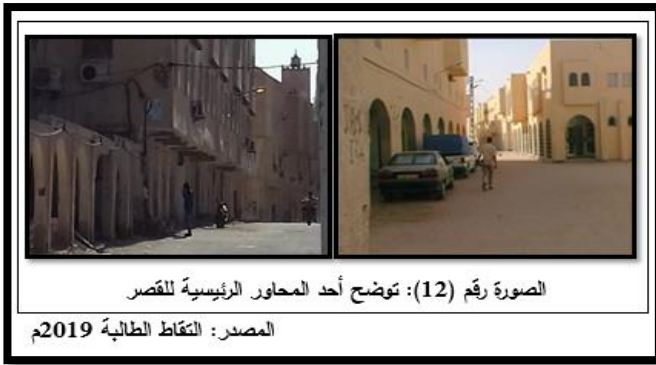 الصورة رقم (12): توضح أحد المحاور الرئيسية للقصر
المصدر: التقاط الطالبة 2019م